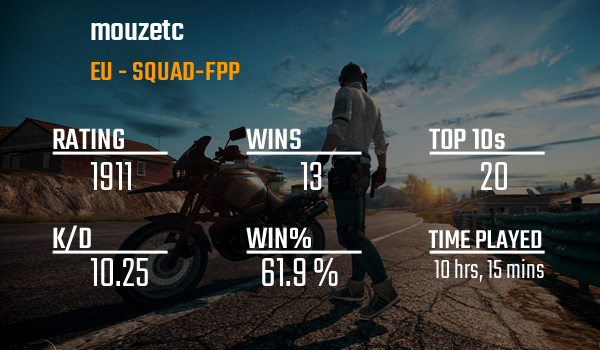 mouzetc
EU - SQUAD-FPP
RATING WINS TOP 10s
1911 13 20
K/D WIN% TIME PLAYED
10.25 61.9 % 10 hrs, 15 mins